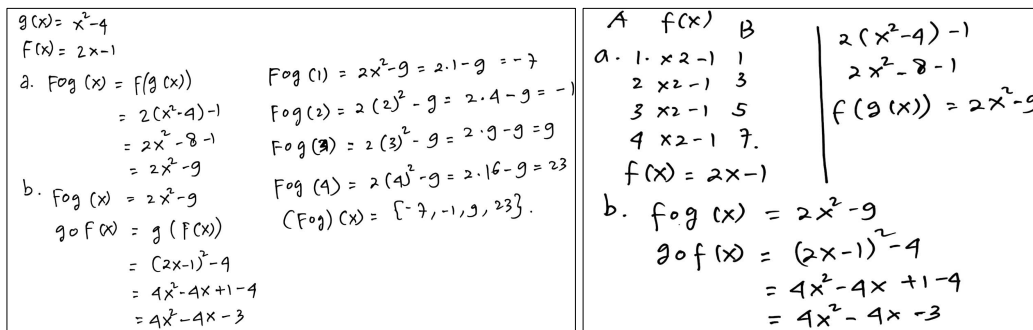 g(x) = x²-4
F(x) = 2x-1
a. Fog (x) = F(g(x))
= 2(x²-4)-1
= 2x²-8-1
= 2x²-9
b. Fog (x) = 2x²-9
goF(x) = g (F(x))
= (2x-1)²-4
= 4x²-4x+1-4
= 4x²-4x-3
Fog (1) = 2x²-9 = 2.1-9 = -7
Fog (2) = 2(2)²-9 = 2.4-9 = -1
Fog (3) = 2(3)²-9 = 2.9-9 = 9
Fog (4) = 2(4)²-9 = 2.16-9 = 23
(Fog)(x) = {-7,-1,9,23}.
A f(x) B
a. 1. x2-1 1
2 x2-1 3
3 x2-1 5
4 x2-1 7.
f(x) = 2x-1
2(x²-4)-1
2x²-8-1
f(g(x)) = 2x²-9
b. fog (x) = 2x²-9
gof(x) = (2x-1)²-4
= 4x²-4x+1-4
= 4x²-4x-3